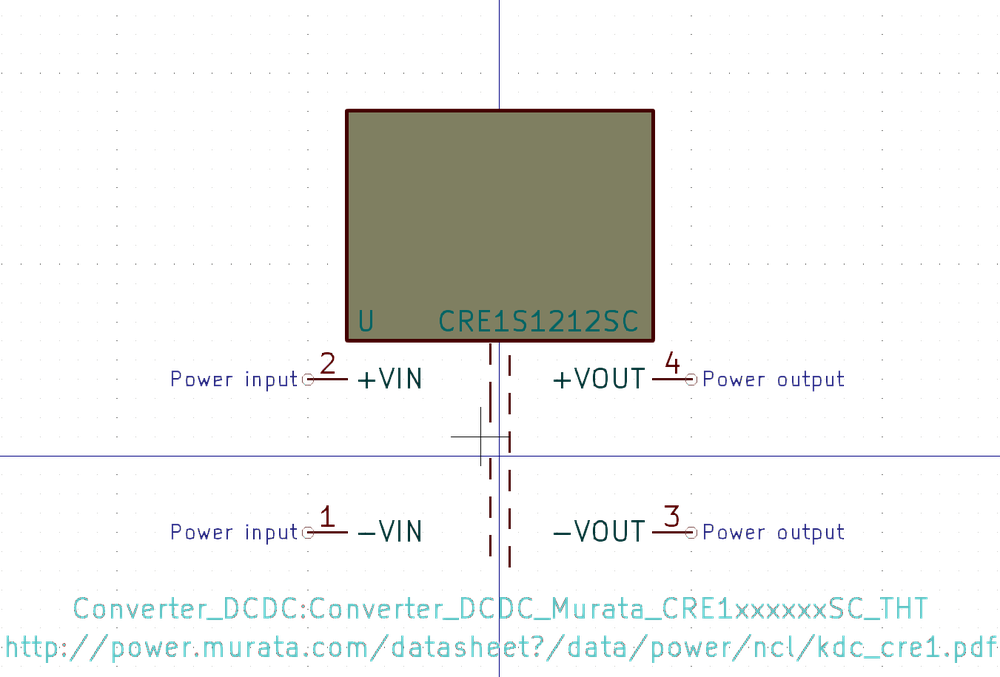 U CRE1S1212SC
2 4
Power input +VIN +VOUT Power output
1 3
Power input −VIN −VOUT Power output
Converter_DCDC:Converter_DCDC_Murata_CRE1xxxxxxSC_THT
http://power.murata.com/datasheet?/data/power/ncl/kdc_cre1.pdf